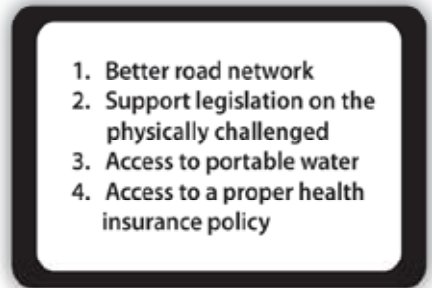 1. Better road network
2. Support legislation on the
physically challenged
3. Access to portable water
4. Access to a proper health
insurance policy